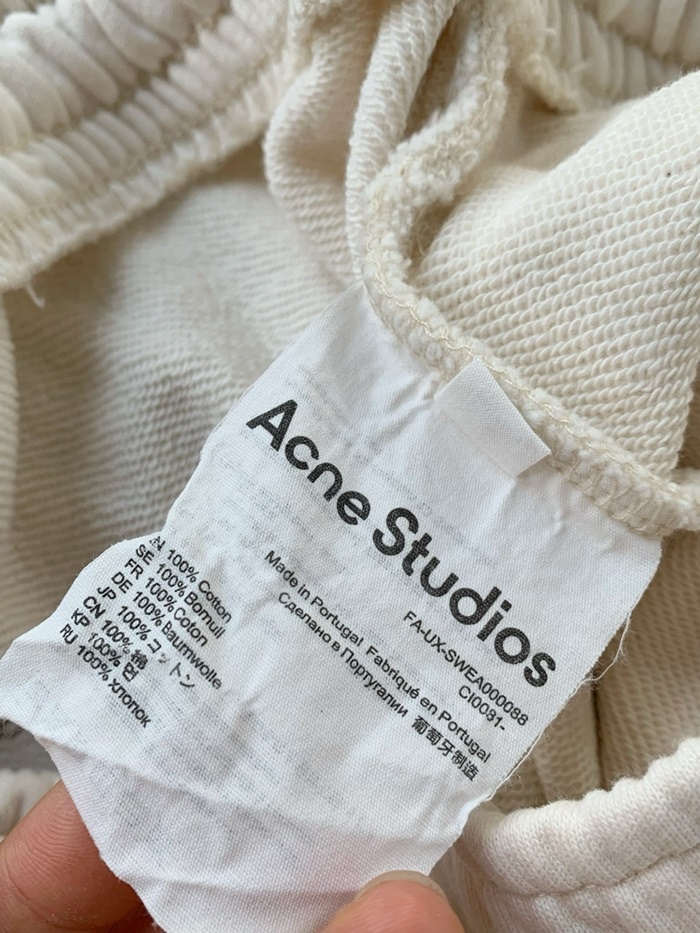 Acne Studios
FA-UX-SWEA000088
CI0091-
Made in Portugal Fabriqué en Portugal
Сделано в Португалии 葡萄牙制造
100% Cotton
SE 100% Bomull
FR 100% Coton
DE 100% Baumwolle
JP 100% コットン
CN 100% 棉
KP 100% 면
RU 100% хлопок